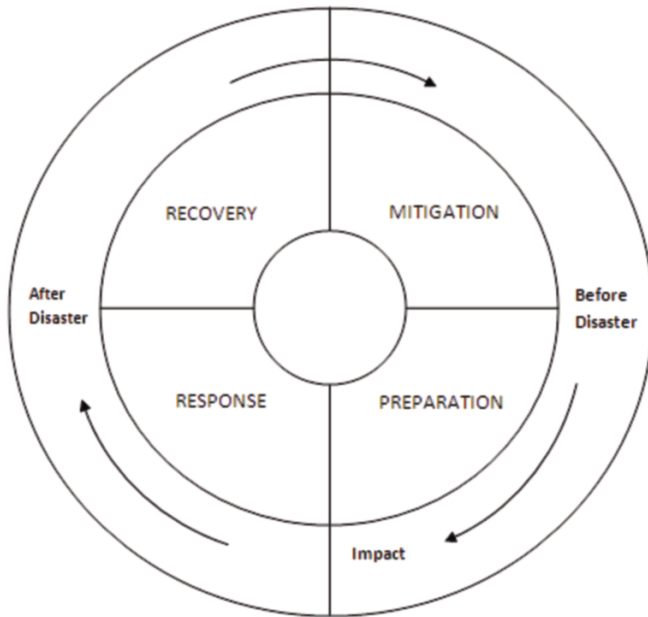 RECOVERY
MITIGATION
After
Disaster
Before
Disaster
RESPONSE
PREPARATION
Impact